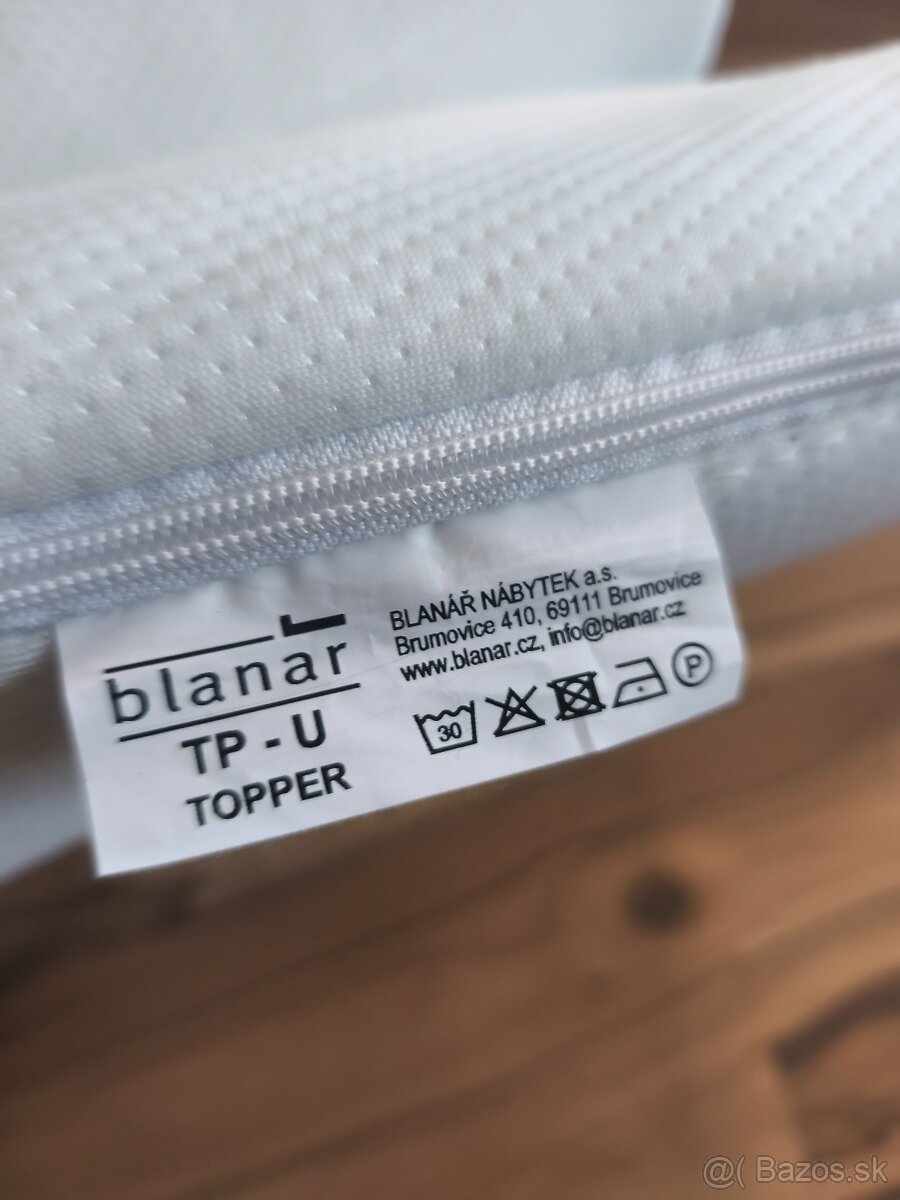 blanar
TP - U
TOPPER
BLANÁŘ NÁBYTEK a.s.
Brumovice 410, 69111 Brumovice
www.blanar.cz, info@blanar.cz
30
P
@( Bazos.sk